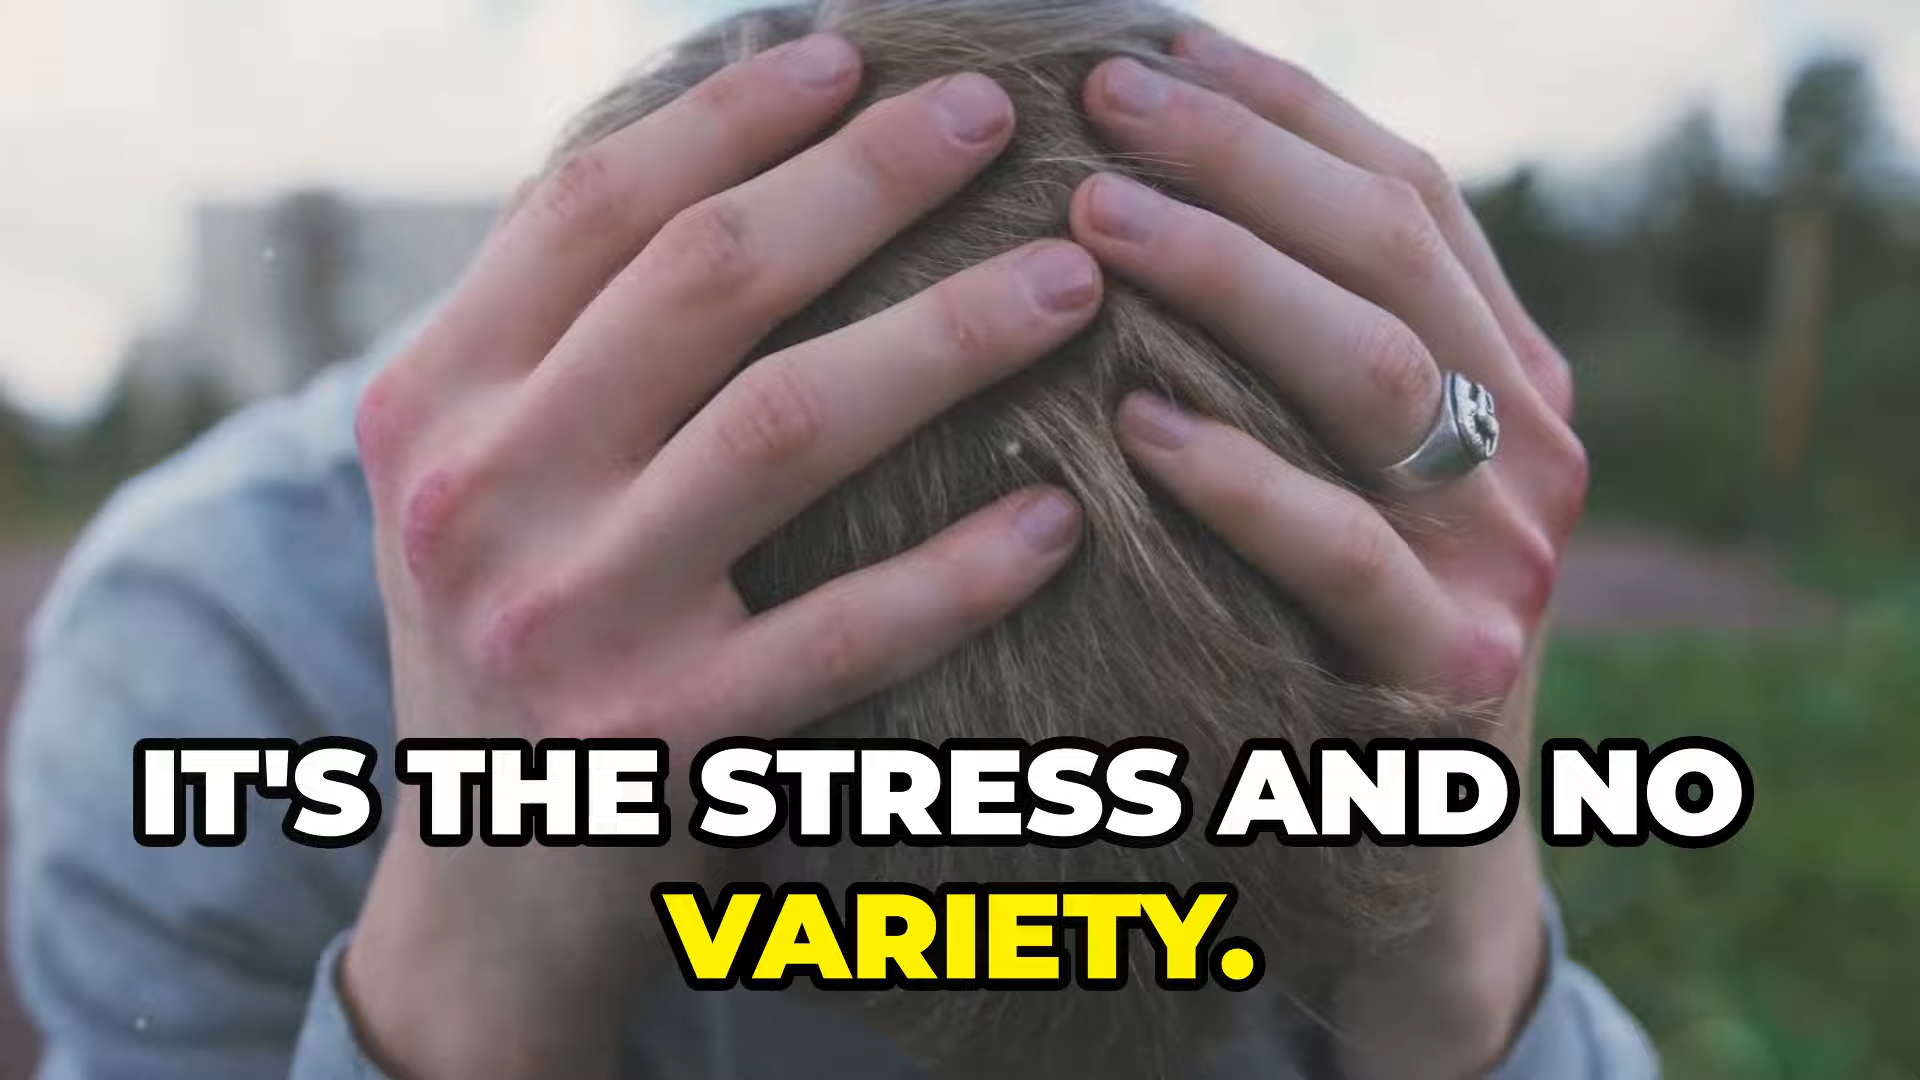 IT'S THE STRESS AND NO
VARIETY.